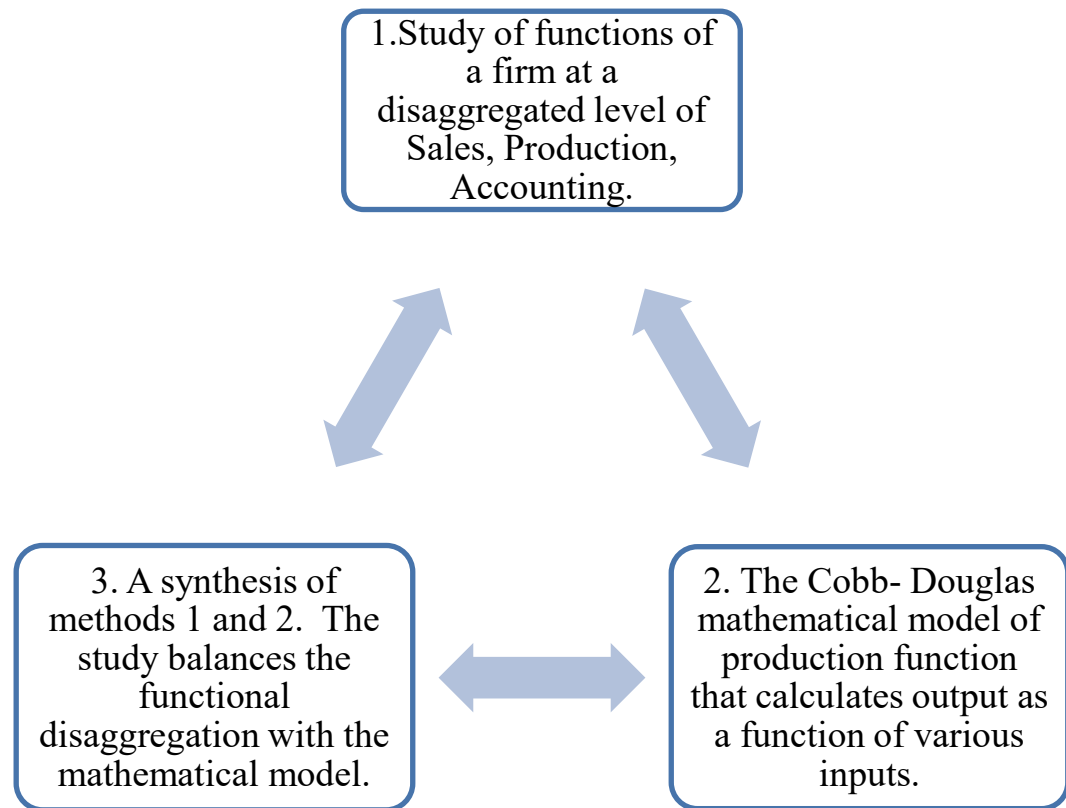 1.Study of functions of
a firm at a
disaggregated level of
Sales, Production,
Accounting.
3. A synthesis of
methods 1 and 2.  The
study balances the
functional
disaggregation with the
mathematical model.
2. The Cobb- Douglas
mathematical model of
production function
that calculates output as
a function of various
inputs.